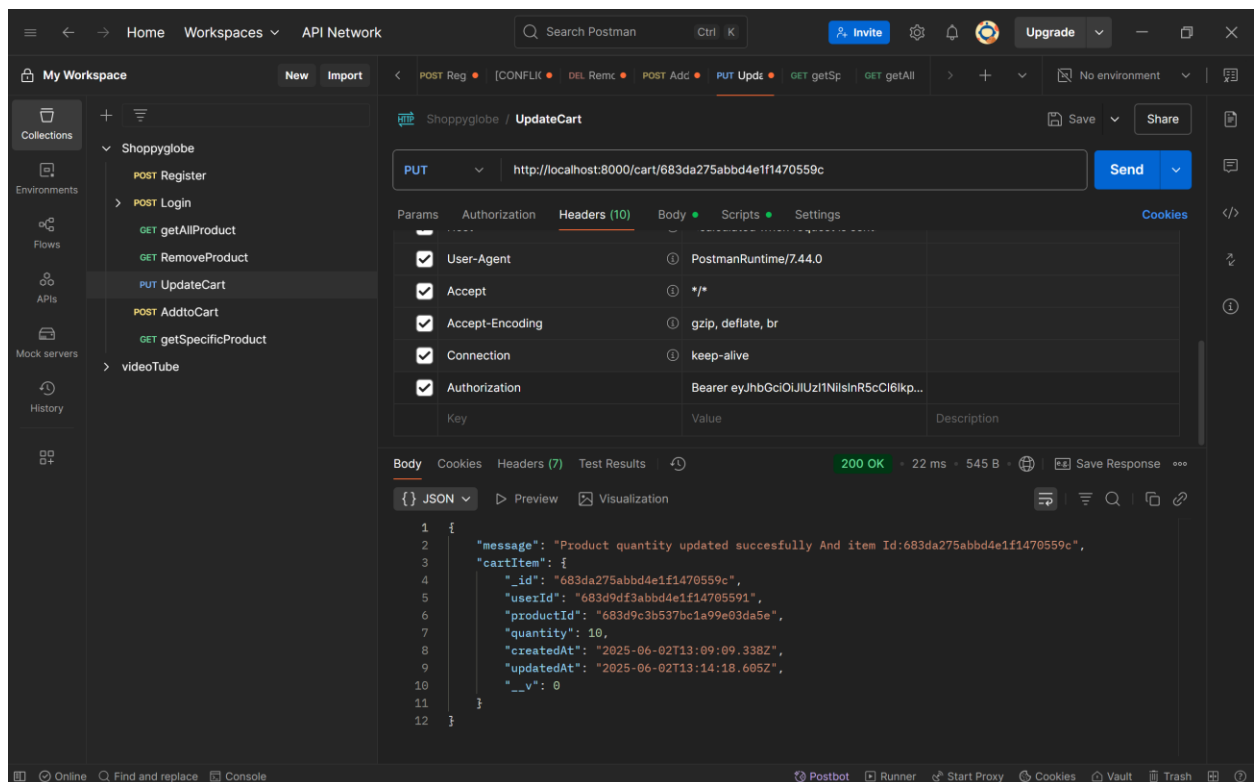 Home Workspaces API Network Search Postman Ctrl K Invite Upgrade
My Workspace New Import POST Reg [CONFLIC DEL Remc POST Add PUT Upda GET getSp GET getAll No environment
Collections
Environments
Flows
APIs
Mock servers
History
Shoppyglobe
POST Register
POST Login
GET getAllProduct
GET RemoveProduct
PUT UpdateCart
POST AddtoCart
GET getSpecificProduct
videoTube
HTTP Shoppyglobe / UpdateCart Save Share
PUT http://localhost:8000/cart/683da275abbd4e1f1470559c Send
Params Authorization Headers (10) Body Scripts Settings Cookies
User-Agent PostmanRuntime/7.44.0
Accept */*
Accept-Encoding gzip, deflate, br
Connection keep-alive
Authorization Bearer
Key Value Description
Body Cookies Headers (7) Test Results 200 OK 22 ms 545 B e.g. Save Response
{} JSON Preview Visualization
1 {
2 "message": "Product quantity updated succesfully And item Id:683da275abbd4e1f1470559c",
3 "cartItem": {
4 "_id": "683da275abbd4e1f1470559c",
5 "userId": "683d9df3abbd4e1f14705591",
6 "productId": "683d9c3b537bc1a99e03da5e",
7 "quantity": 10,
8 "createdAt": "2025-06-02T13:09:09.338Z",
9 "updatedAt": "2025-06-02T13:14:18.605Z",
10 "__v": 0
11 }
12 }
Online Find and replace Console Postbot Runner Start Proxy Cookies Vault Trash